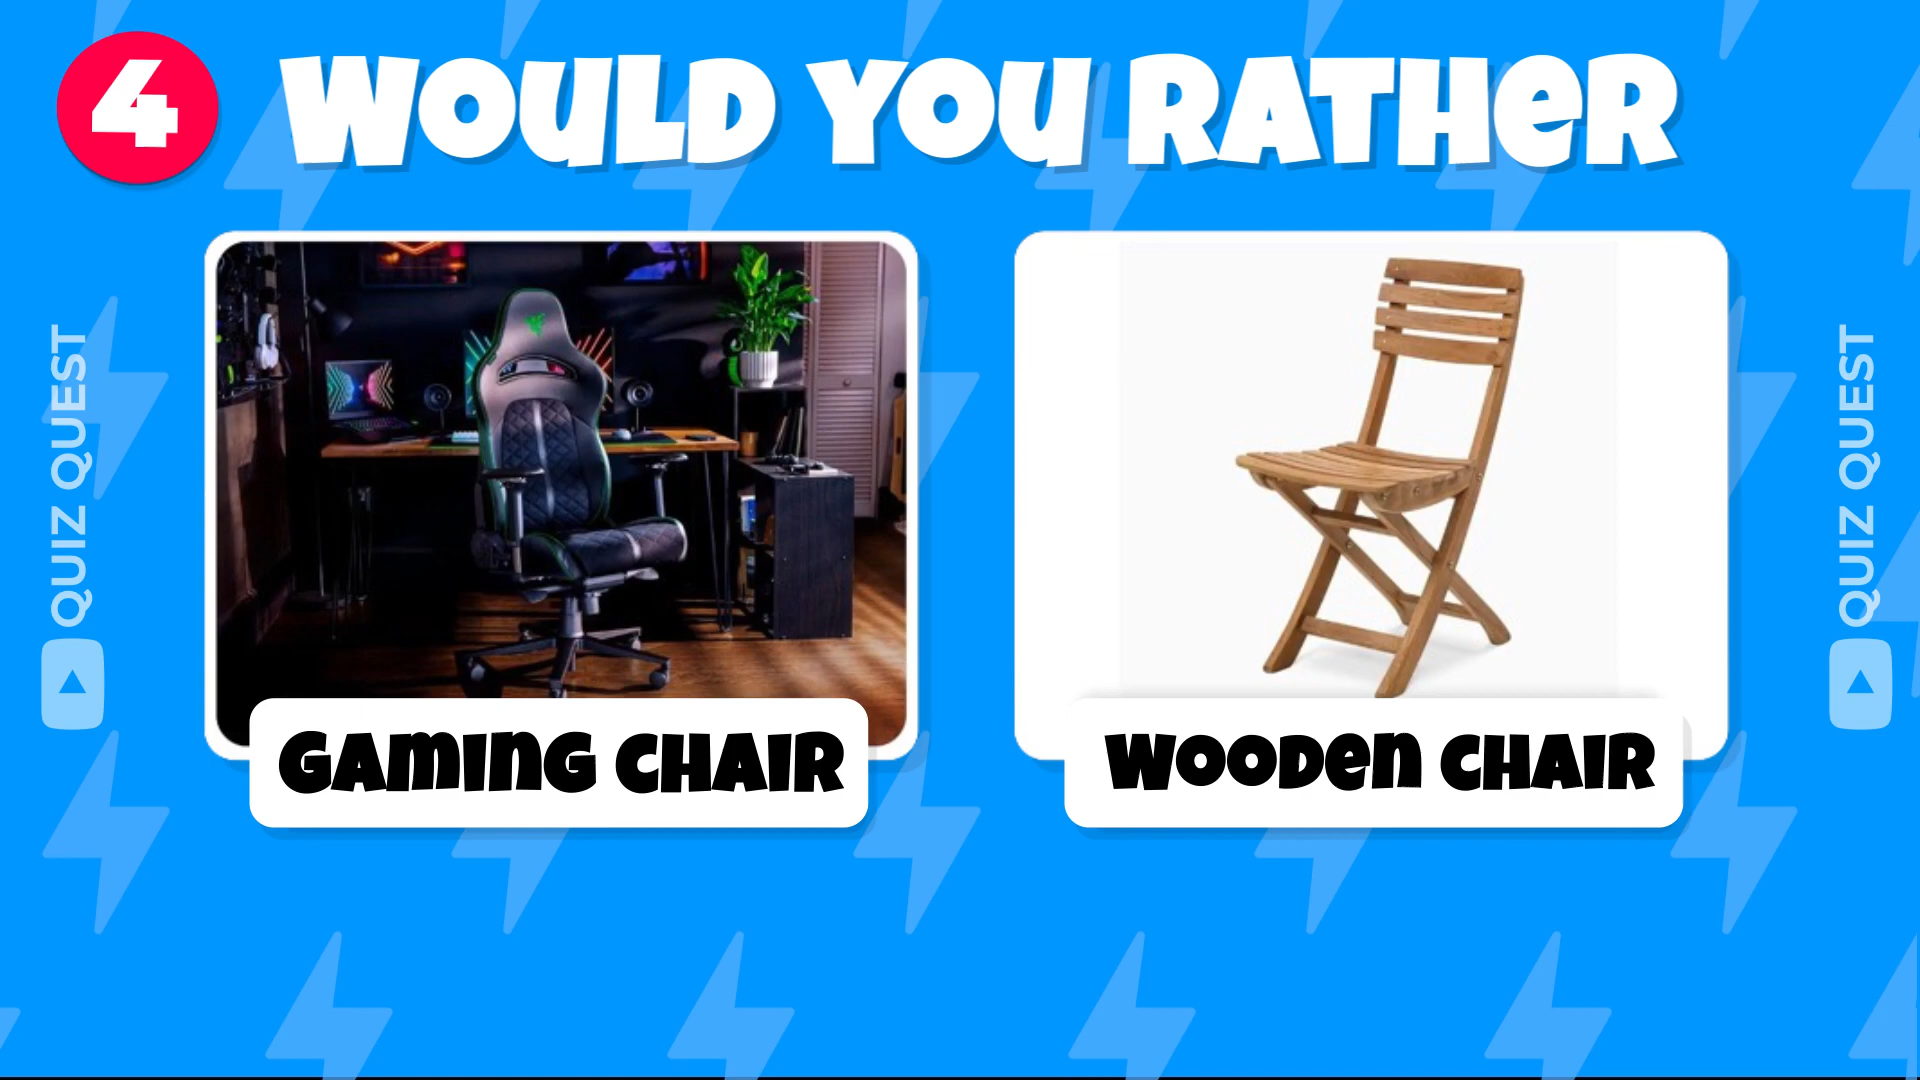 4
WOULD YOU RATHER
GAMING CHAIR
WOODEN CHAIR
QUIZ QUEST
QUIZ QUEST